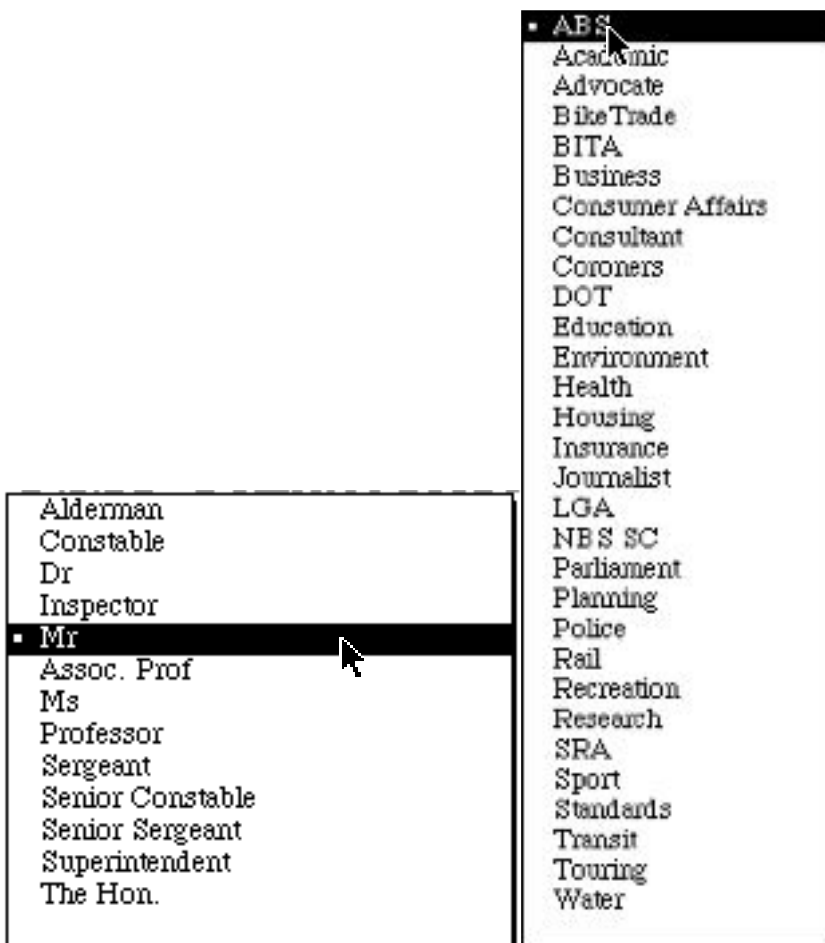 Alderman
Constable
Dr
Inspector
Mr
Assoc. Prof
Ms
Professor
Sergeant
Senior Constable
Senior Sergeant
Superintendent
The Hon.
ABS
Academic
Advocate
BikeTrade
BITA
Business
Consumer Affairs
Consultant
Coroners
DOT
Education
Environment
Health
Housing
Insurance
Journalist
LGA
NBS SC
Parliament
Planning
Police
Rail
Recreation
Research
SRA
Sport
Standards
Transit
Touring
Water